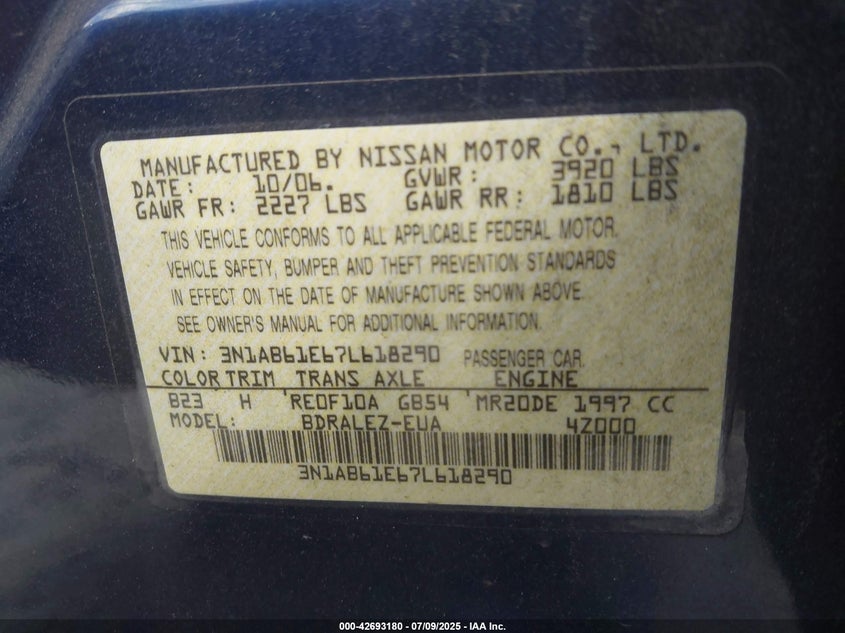 MANUFACTURED BY NISSAN MOTOR CO., LTD.
DATE: 10/06. GVWR: 3920 LBS
GAWR FR: 2227 LBS GAWR RR: 1810 LBS
THIS VEHICLE CONFORMS TO ALL APPLICABLE FEDERAL MOTOR
VEHICLE SAFETY, BUMPER AND THEFT PREVENTION STANDARDS
IN EFFECT ON THE DATE OF MANUFACTURE SHOWN ABOVE.
SEE OWNER'S MANUAL FOR ADDITIONAL INFORMATION.
VIN: 3N1AB61E67L618290 PASSENGER CAR
COLOR TRIM TRANS AXLE ENGINE
B23 H RE0F10A GB54 MR20DE 1997 CC
MODEL: BDRALEZ-EUA 4Z000
3N1AB61E67L618290
000-42693180 - 07/09/2025 - IAA Inc.